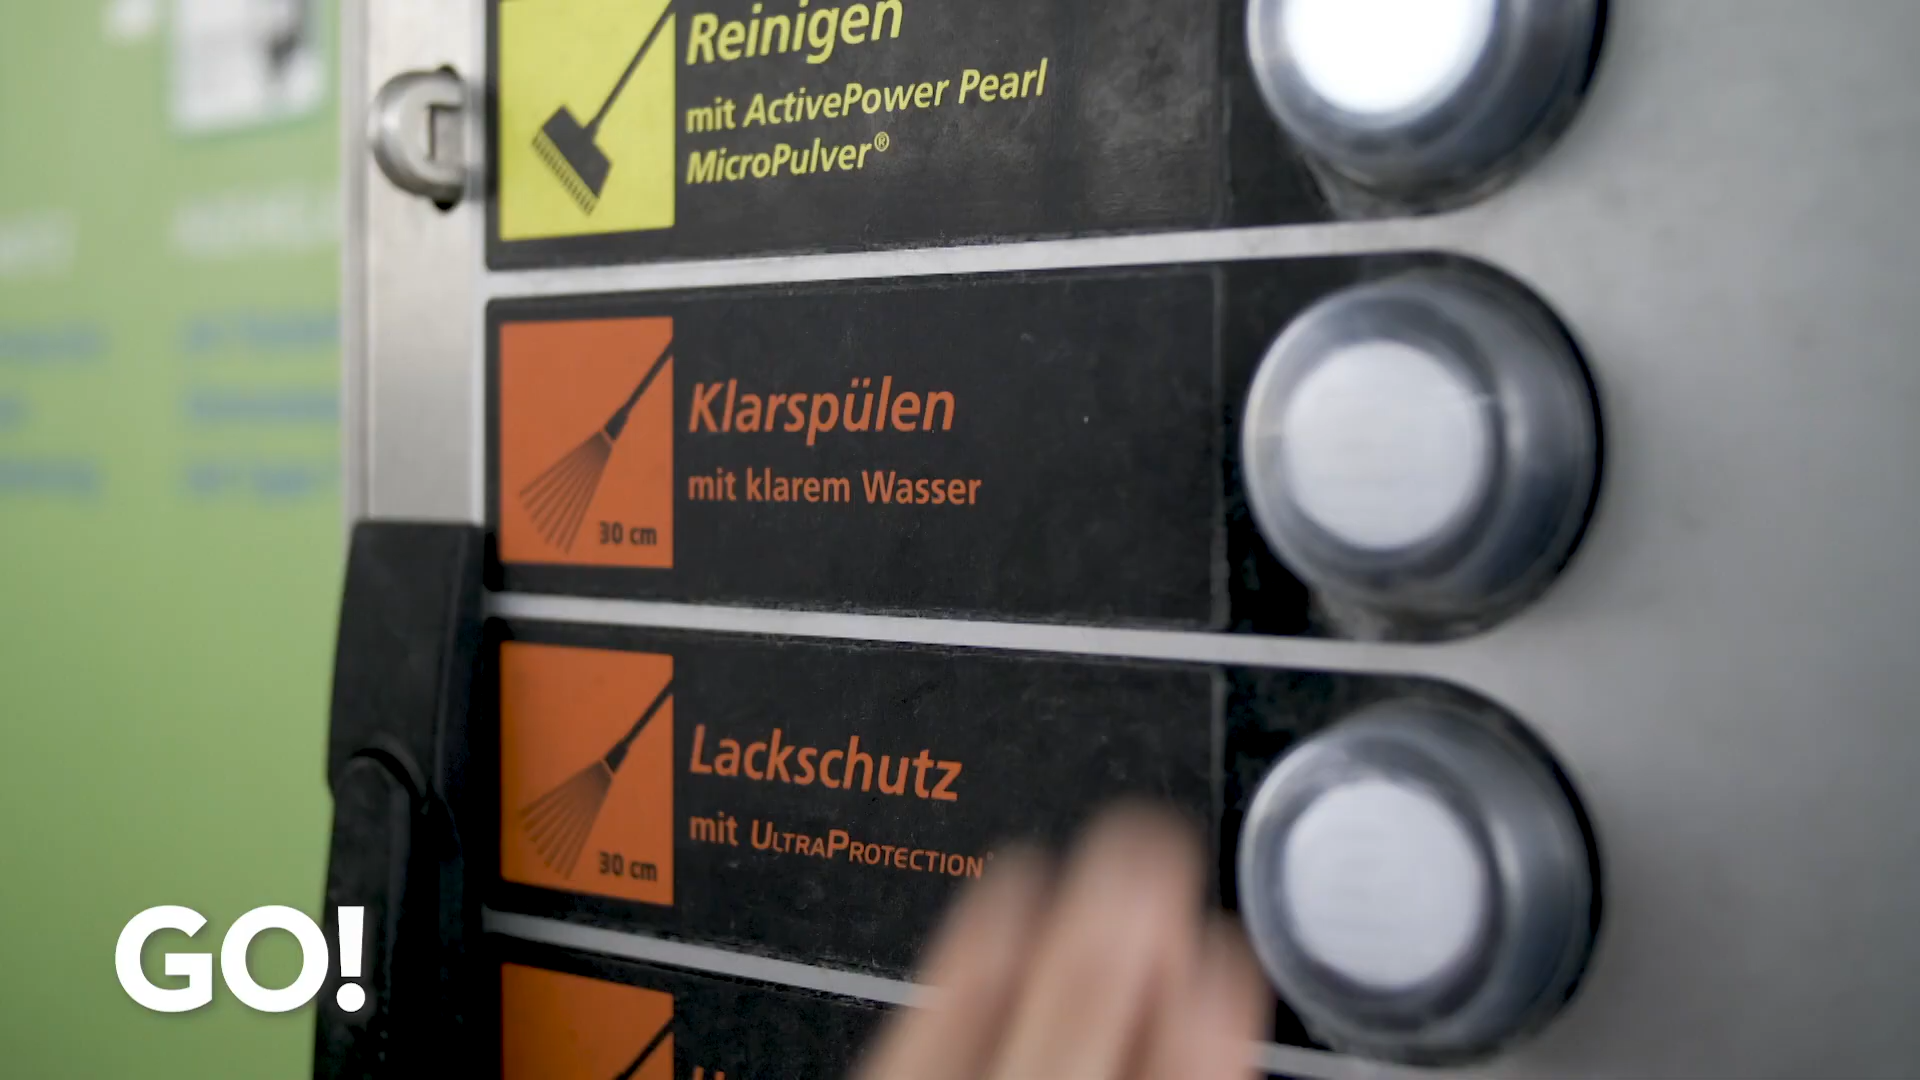 Reinigen
mit ActivePower Pearl
MicroPulver®
Klarspülen
mit klarem Wasser
30 cm
Lackschutz
mit ULTRAPROTECTION®
30 cm
GO!